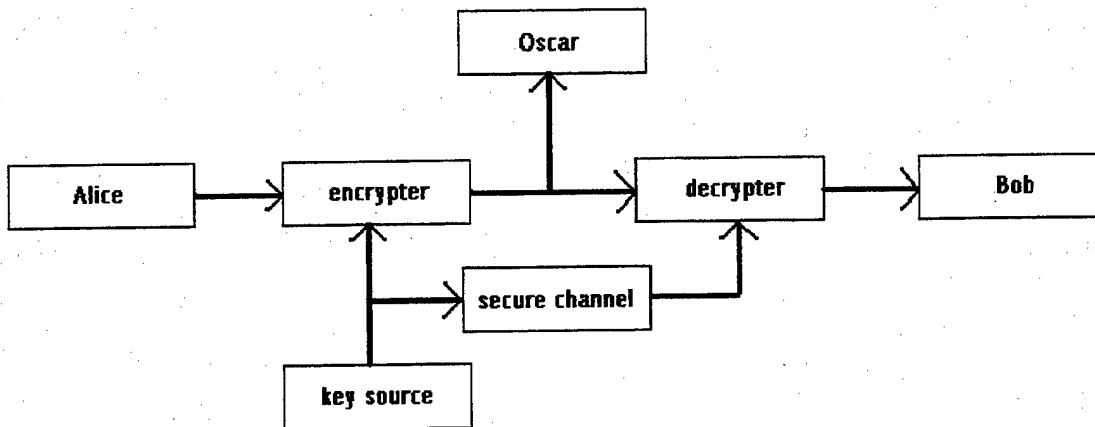 Oscar
Alice
encrypter
decrypter
Bob
secure channel
key source